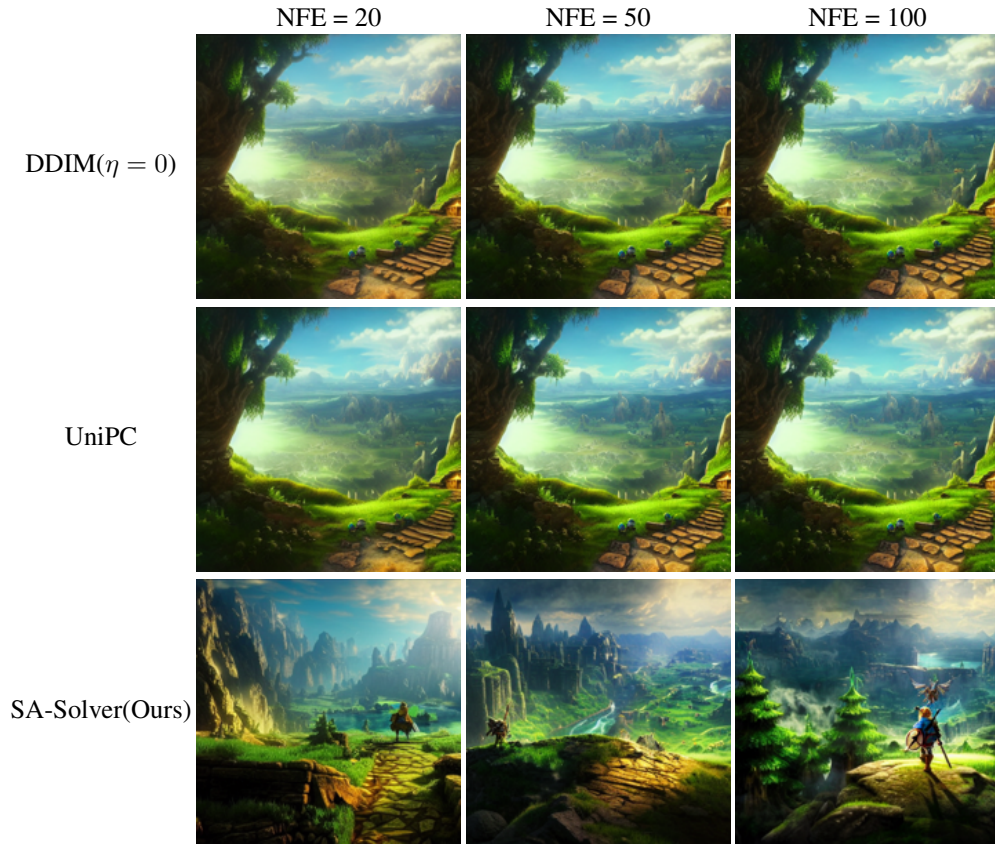 NFE = 20 NFE = 50 NFE = 100
DDIM(η = 0)
UniPC
SA-Solver(Ours)